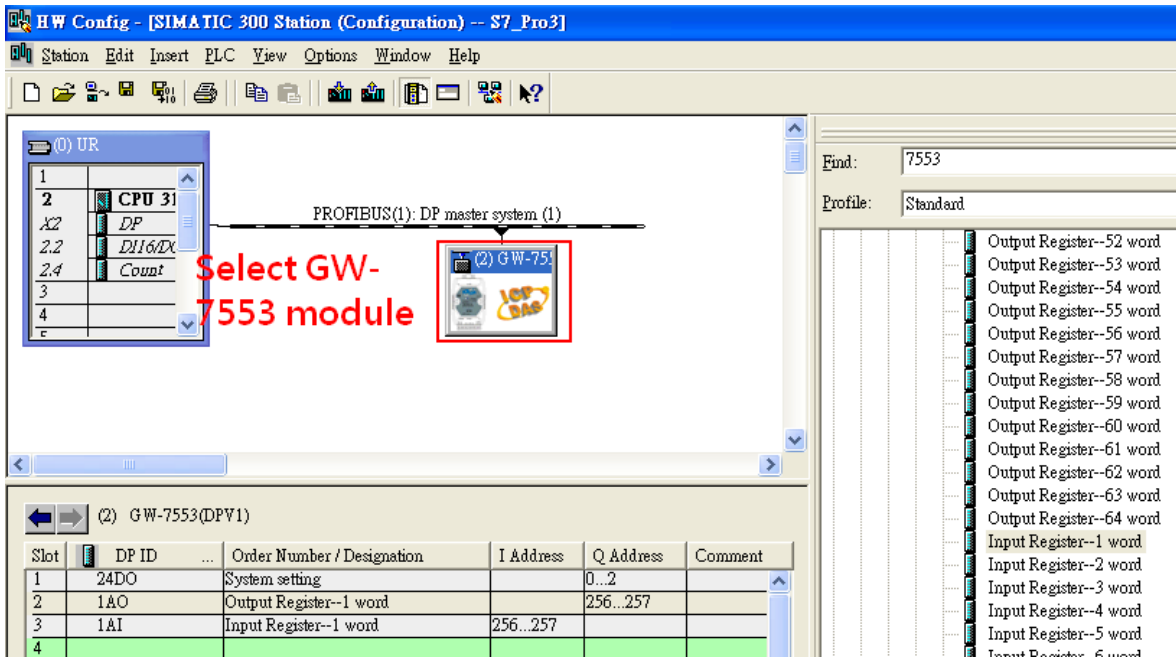 HW Config - [SIMATIC 300 Station (Configuration) -- S7_Pro3]
Station Edit Insert PLC View Options Window Help
(0) UR
1
2 CPU 31
X2 DP
2.2 DI16/DO
2.4 Count
3
4
PROFIBUS(1): DP master system (1)
(2) GW-755
ICP DAS
Select GW-
7553 module
Find: 7553
Profile: Standard
Output Register--52 word
Output Register--53 word
Output Register--54 word
Output Register--55 word
Output Register--56 word
Output Register--57 word
Output Register--58 word
Output Register--59 word
Output Register--60 word
Output Register--61 word
Output Register--62 word
Output Register--63 word
Output Register--64 word
Input Register--1 word
Input Register--2 word
Input Register--3 word
Input Register--4 word
Input Register--5 word
Input Register--6 word
(2) GW-7553(DPV1)
Slot DP ID ... Order Number / Designation I Address Q Address Comment
1 24DO System setting 0...2
2 1AO Output Register--1 word 256...257
3 1AI Input Register--1 word 256...257
4